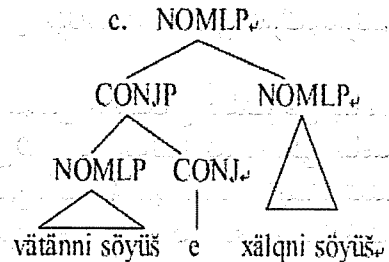 c. NOMLP↵
CONJP NOMLP↵
NOMLP CONJ↵
vätänni söyüš e xälqni söyüš↵